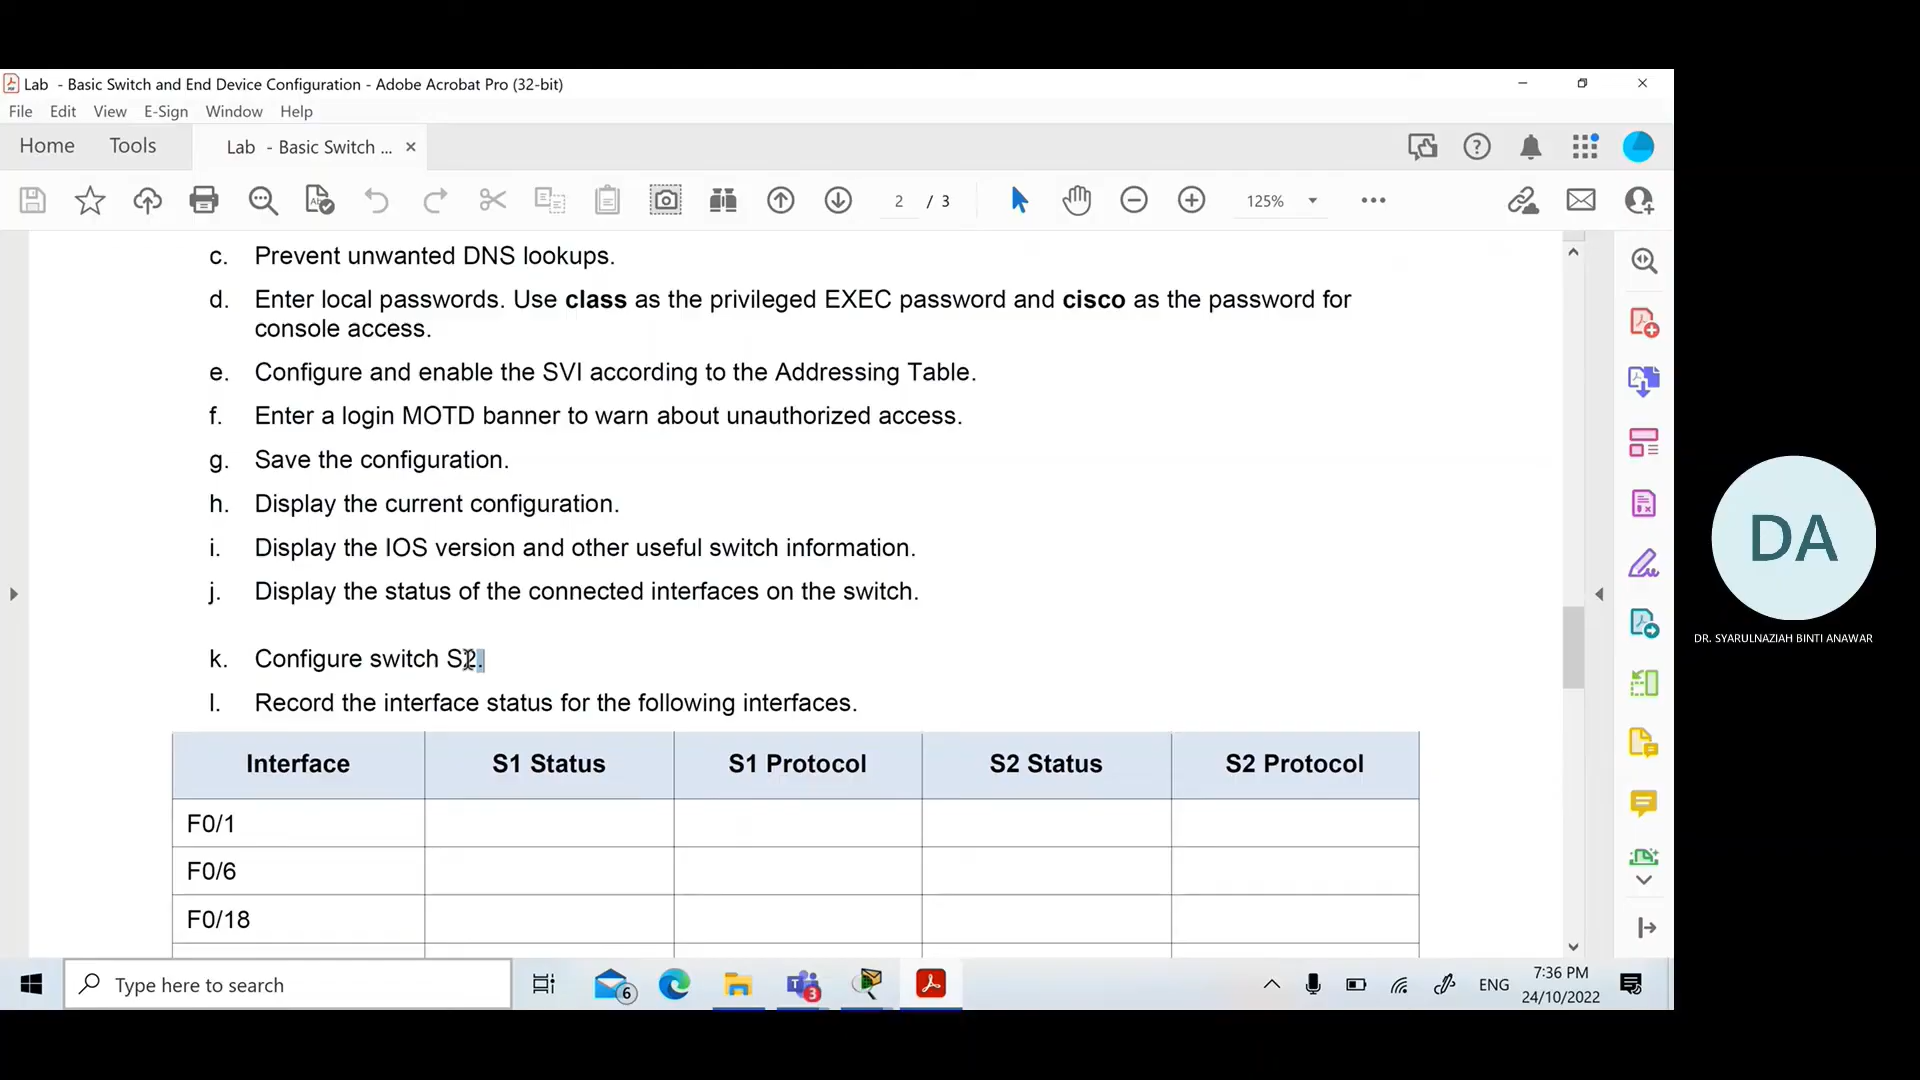 Lab - Basic Switch and End Device Configuration - Adobe Acrobat Pro (32-bit)
File Edit View E-Sign Window Help
Home Tools Lab - Basic Switch ...
2 / 3 125%
c. Prevent unwanted DNS lookups.
d. Enter local passwords. Use class as the privileged EXEC password and cisco as the password for
console access.
e. Configure and enable the SVI according to the Addressing Table.
f. Enter a login MOTD banner to warn about unauthorized access.
g. Save the configuration.
h. Display the current configuration.
i. Display the IOS version and other useful switch information.
j. Display the status of the connected interfaces on the switch.
k. Configure switch S2.
l. Record the interface status for the following interfaces.
Interface S1 Status S1 Protocol S2 Status S2 Protocol
F0/1
F0/6
F0/18
DA
DR. SYARULNAZIAH BINTI ANAWAR
Type here to search
6
3
ENG
7:36 PM
24/10/2022